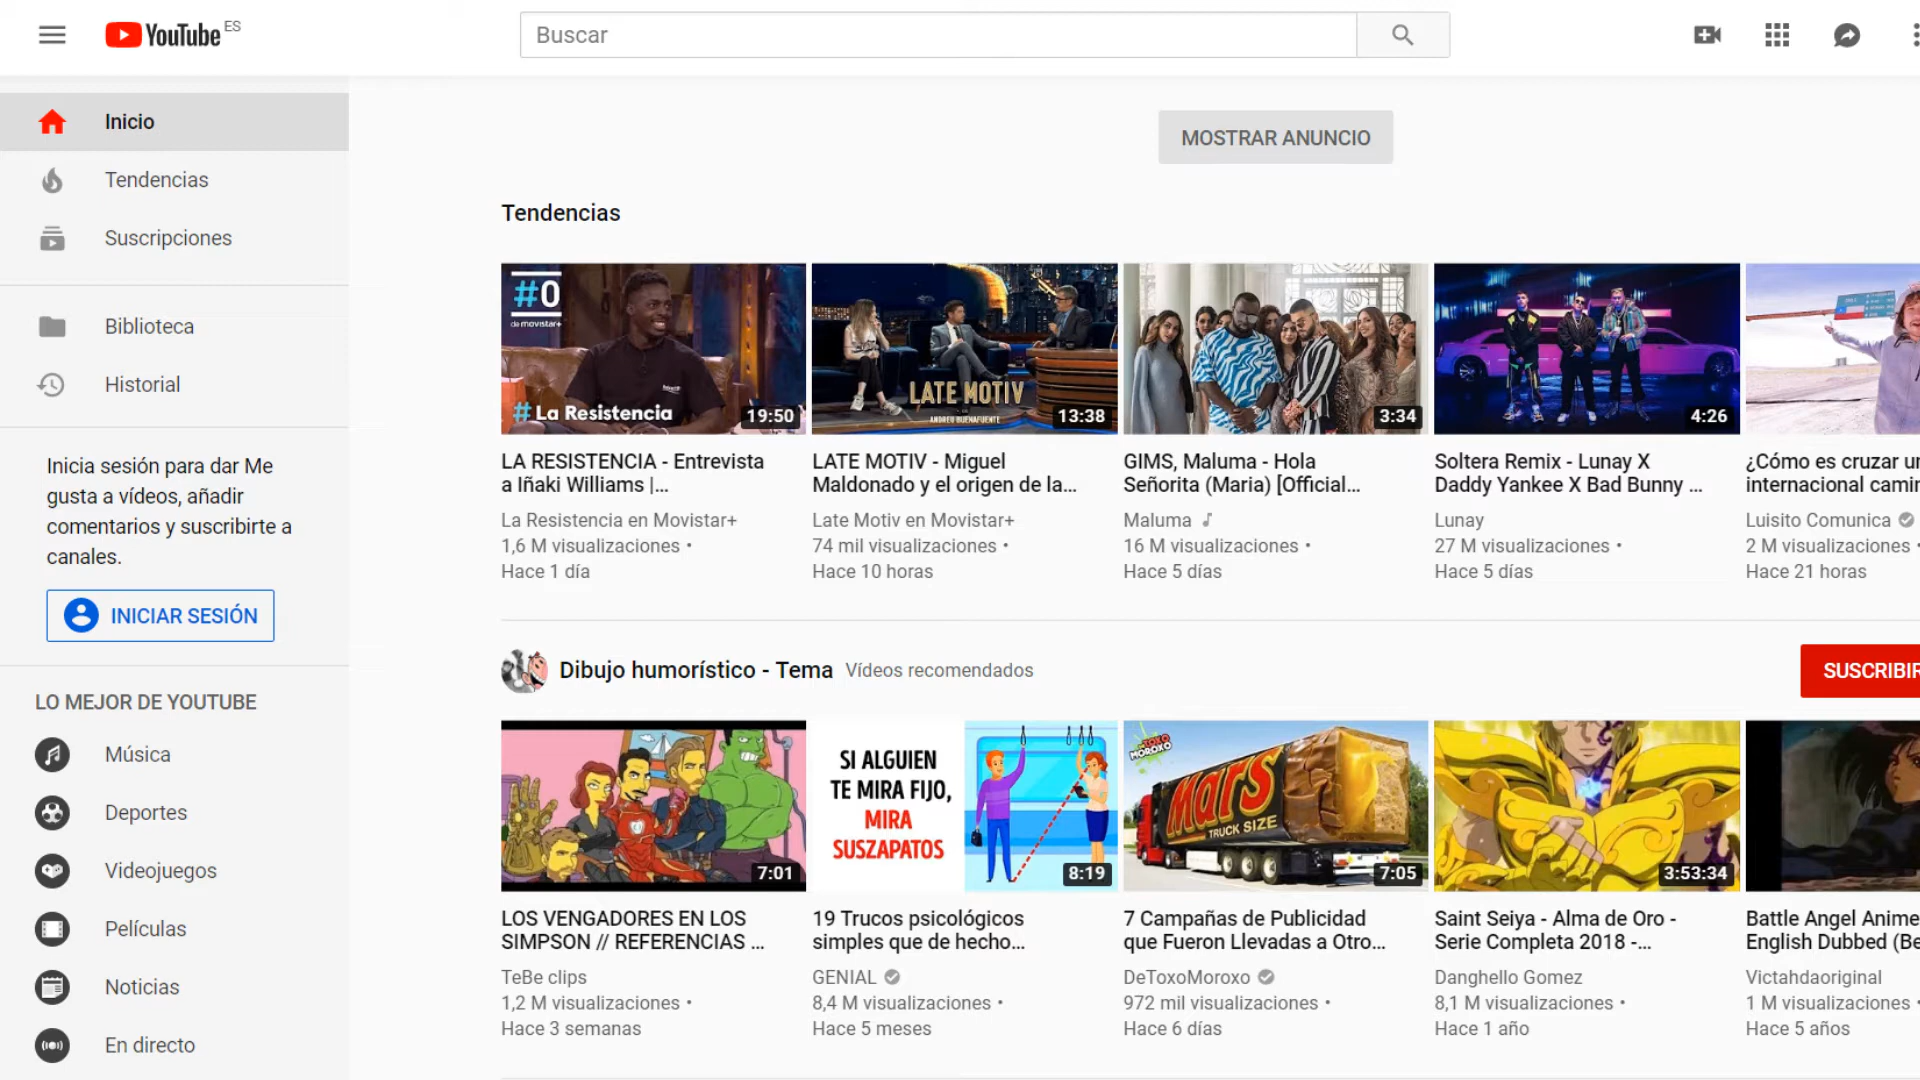 YouTube ES
Buscar
Inicio
Tendencias
Suscripciones
Biblioteca
Historial
Inicia sesión para dar Me
gusta a vídeos, añadir
comentarios y suscribirte a
canales.
INICIAR SESIÓN
LO MEJOR DE YOUTUBE
Música
Deportes
Videojuegos
Películas
Noticias
En directo
MOSTRAR ANUNCIO
Tendencias
#0
de movistar+
# La Resistencia
19:50
LA RESISTENCIA - Entrevista
a Iñaki Williams |...
La Resistencia en Movistar+
1,6 M visualizaciones •
Hace 1 día
LATE MOTIV
ANDREU BUENAFUENTE
13:38
LATE MOTIV - Miguel
Maldonado y el origen de la...
Late Motiv en Movistar+
74 mil visualizaciones •
Hace 10 horas
3:34
GIMS, Maluma - Hola
Señorita (Maria) [Official...
Maluma
16 M visualizaciones •
Hace 5 días
4:26
Soltera Remix - Lunay X
Daddy Yankee X Bad Bunny ...
Lunay
27 M visualizaciones •
Hace 5 días
¿Cómo es cruzar un
internacional camin
Luisito Comunica
2 M visualizaciones •
Hace 21 horas
Dibujo humorístico - Tema Vídeos recomendados
SUSCRIBIR
7:01
LOS VENGADORES EN LOS
SIMPSON // REFERENCIAS ...
TeBe clips
1,2 M visualizaciones •
Hace 3 semanas
SI ALGUIEN
TE MIRA FIJO,
MIRA
SUSZAPATOS
8:19
19 Trucos psicológicos
simples que de hecho...
GENIAL
8,4 M visualizaciones •
Hace 5 meses
TOXO
MOROXO
Mars
TRUCK SIZE
7:05
7 Campañas de Publicidad
que Fueron Llevadas a Otro...
DeToxoMoroxo
972 mil visualizaciones •
Hace 6 días
3:53:34
Saint Seiya - Alma de Oro -
Serie Completa 2018 -...
Danghello Gomez
8,1 M visualizaciones •
Hace 1 año
Battle Angel Anime
English Dubbed (Be
Victahdaoriginal
1 M visualizaciones •
Hace 5 años